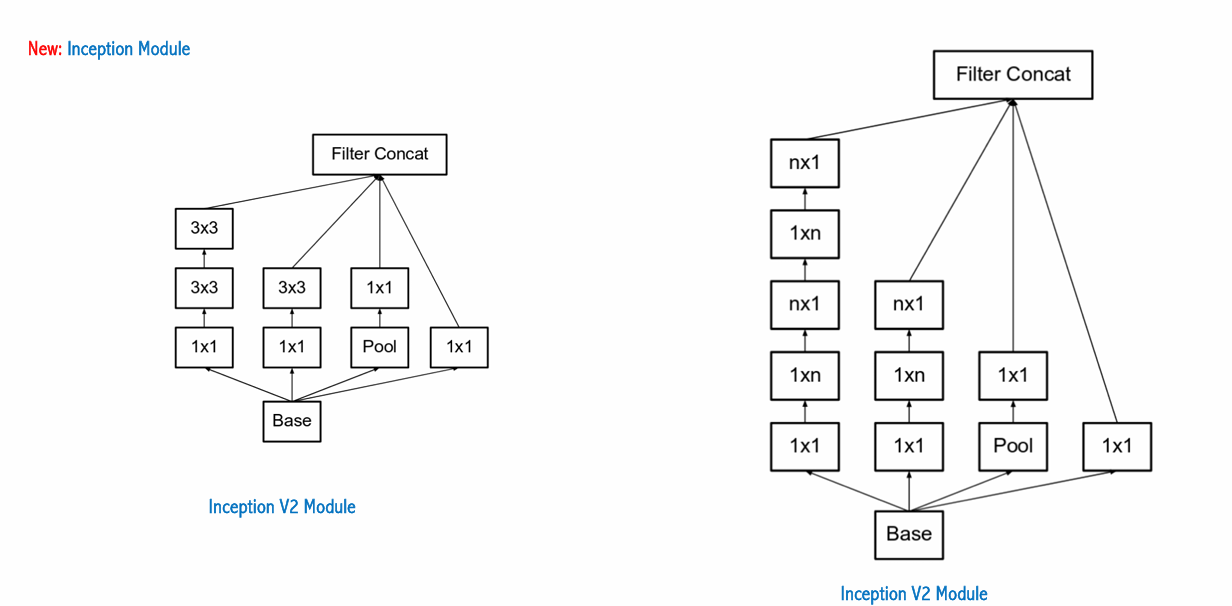 New: Inception Module
Filter Concat
3x3
3x3
3x3
1x1
1x1
1x1
Pool
1x1
Base
Inception V2 Module
Filter Concat
nx1
1xn
nx1
nx1
1xn
1xn
1x1
1x1
1x1
Pool
1x1
Base
Inception V2 Module